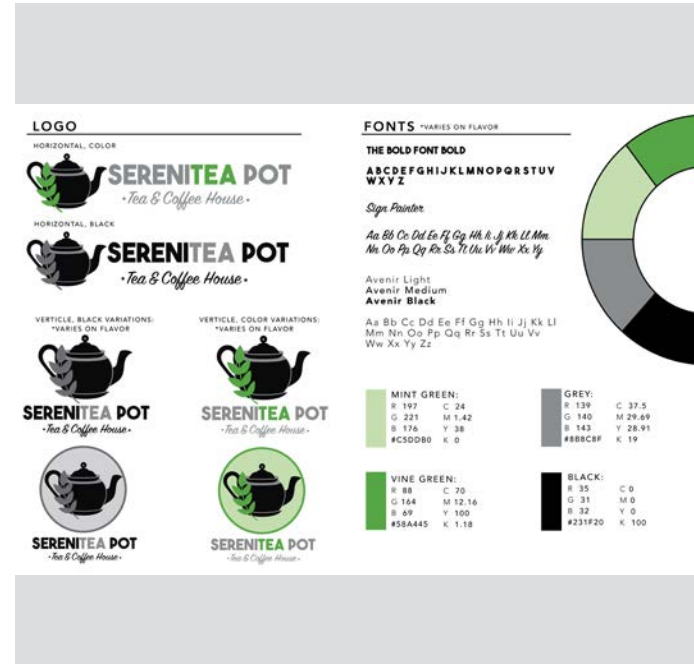 LOGO
HORIZONTAL, COLOR
SERENITEA POT
•Tea & Coffee House•
HORIZONTAL, BLACK
SERENITEA POT
•Tea & Coffee House•
VERTICLE, BLACK VARIATIONS:
*VARIES ON FLAVOR
SERENITEA POT
•Tea & Coffee House•
SERENITEA POT
•Tea & Coffee House•
VERTICLE, COLOR VARIATIONS:
*VARIES ON FLAVOR
SERENITEA POT
•Tea & Coffee House•
SERENITEA POT
•Tea & Coffee House•
FONTS *VARIES ON FLAVOR
THE BOLD FONT BOLD
A B C D E F G H I J K L M N O P Q R S T U V
W X Y Z
Sign Painter
Aa Bb Cc Dd Ee Ff Gg Hh Ii Jj Kk Ll Mm
Nn Oo Pp Qq Rr Ss Tt Uu Vv Ww Xx Yy
Avenir Light
Avenir Medium
Avenir Black
Aa Bb Cc Dd Ee Ff Gg Hh Ii Jj Kk Ll
Mm Nn Oo Pp Qq Rr Ss Tt Uu Vv
Ww Xx Yy Zz
MINT GREEN:
R 197 C 24
G 221 M 1.42
B 176 Y 38
#C5DDB0 K 0
GREY:
R 139 C 37.5
G 140 M 29.69
B 143 Y 28.91
#8B8C8F K 19
VINE GREEN:
R 88 C 70
G 164 M 12.16
B 69 Y 100
#58A445 K 1.18
BLACK:
R 35 C 0
G 31 M 0
B 32 Y 0
#231F20 K 100